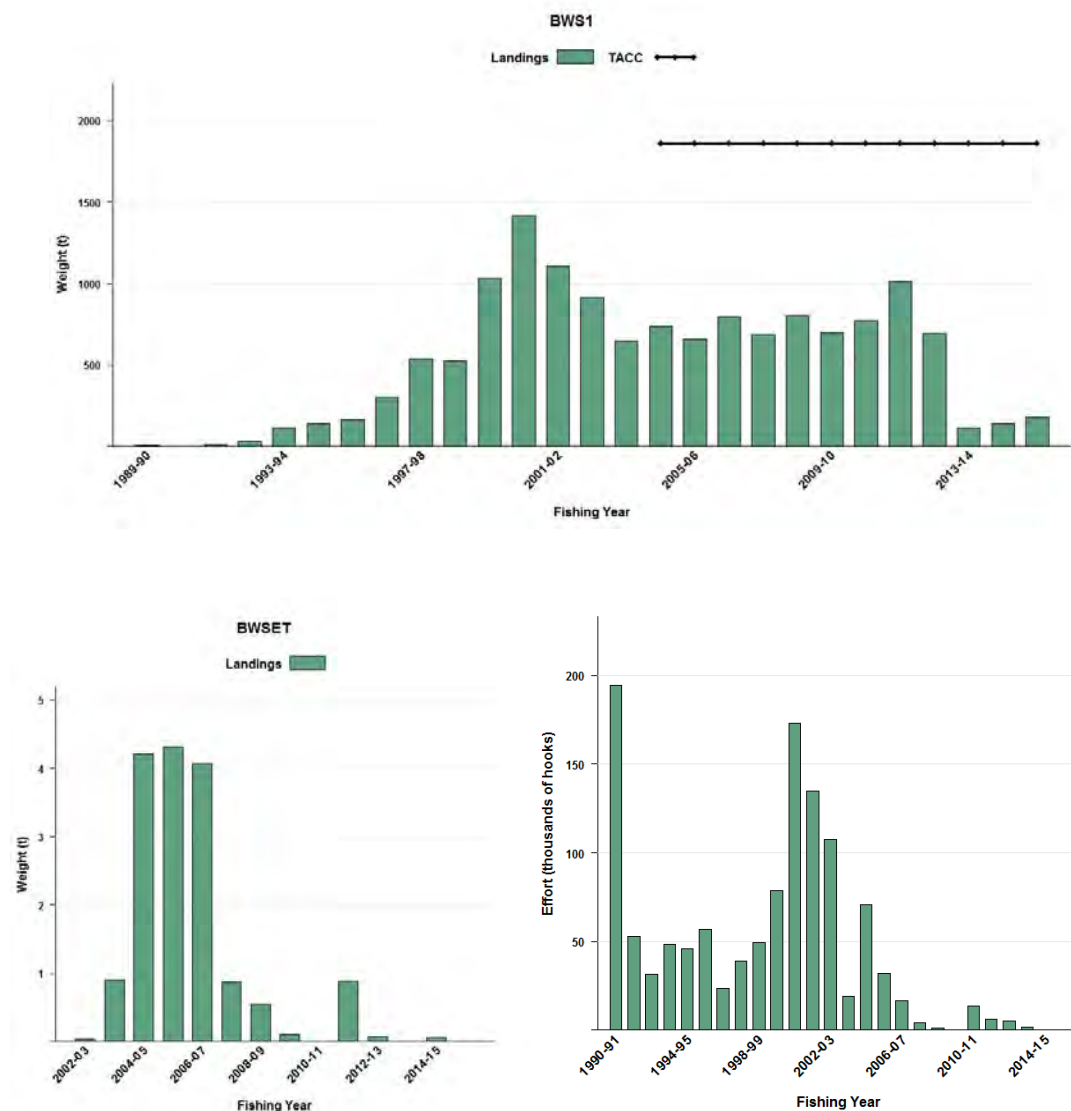 BWS1
Landings TACC
2000
1500
1000
500
Weight (t)
1989-90 1993-94 1997-98 2001-02 2005-06 2009-10 2013-14
Fishing Year
BWSET
Landings
5
4
3
2
1
Weight (t)
2002-03 2004-05 2006-07 2008-09 2010-11 2012-13 2014-15
Fishing Year
200
150
100
50
Effort (thousands of hooks)
1990-91 1994-95 1998-99 2002-03 2006-07 2010-11 2014-15
Fishing Year